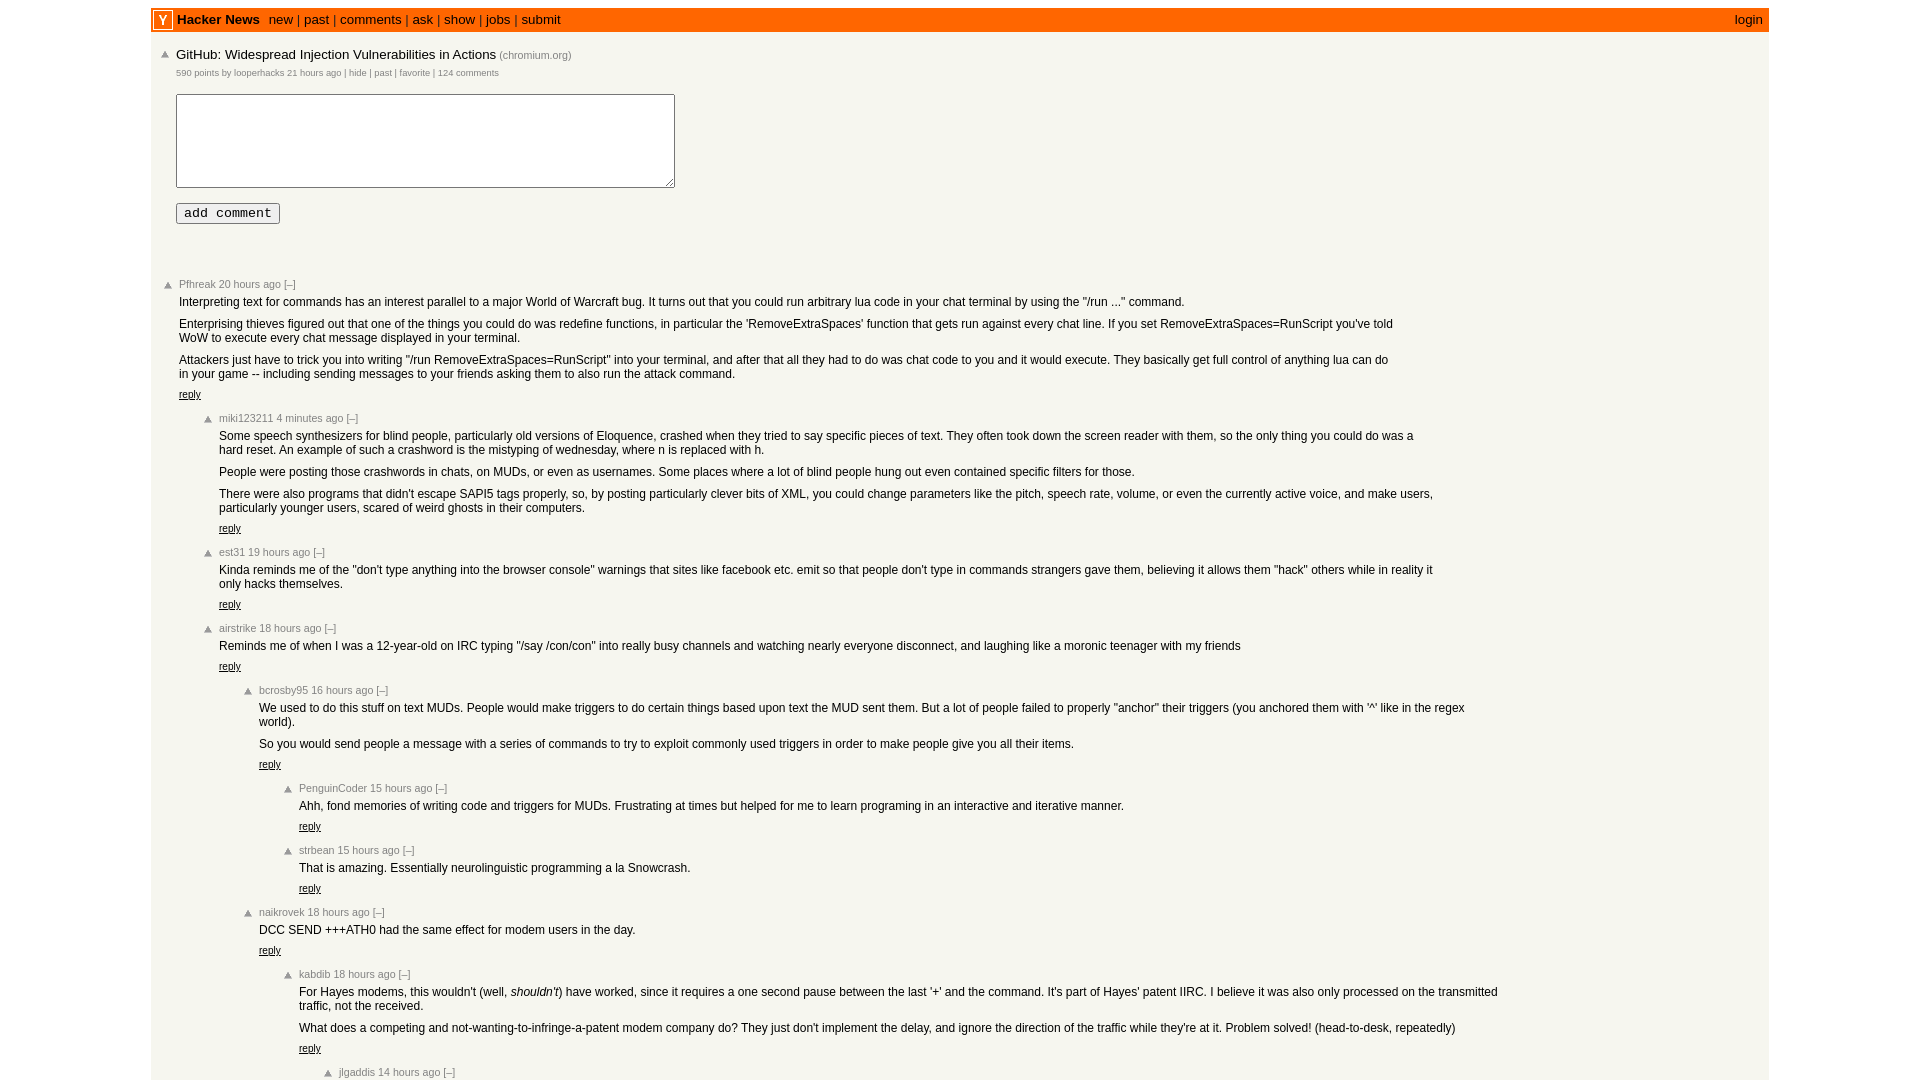 Y Hacker News new | past | comments | ask | show | jobs | submit login
GitHub: Widespread Injection Vulnerabilities in Actions (chromium.org)
590 points by looperhacks 21 hours ago | hide | past | favorite | 124 comments
add comment
Pfhreak 20 hours ago [–]
Interpreting text for commands has an interest parallel to a major World of Warcraft bug. It turns out that you could run arbitrary lua code in your chat terminal by using the "/run ..." command.
Enterprising thieves figured out that one of the things you could do was redefine functions, in particular the 'RemoveExtraSpaces' function that gets run against every chat line. If you set RemoveExtraSpaces=RunScript you've told
WoW to execute every chat message displayed in your terminal.
Attackers just have to trick you into writing "/run RemoveExtraSpaces=RunScript" into your terminal, and after that all they had to do was chat code to you and it would execute. They basically get full control of anything lua can do
in your game -- including sending messages to your friends asking them to also run the attack command.
reply
miki123211 4 minutes ago [–]
Some speech synthesizers for blind people, particularly old versions of Eloquence, crashed when they tried to say specific pieces of text. They often took down the screen reader with them, so the only thing you could do was a
hard reset. An example of such a crashword is the mistyping of wednesday, where n is replaced with h.
People were posting those crashwords in chats, on MUDs, or even as usernames. Some places where a lot of blind people hung out even contained specific filters for those.
There were also programs that didn't escape SAPI5 tags properly, so, by posting particularly clever bits of XML, you could change parameters like the pitch, speech rate, volume, or even the currently active voice, and make users,
particularly younger users, scared of weird ghosts in their computers.
reply
est31 19 hours ago [–]
Kinda reminds me of the "don't type anything into the browser console" warnings that sites like facebook etc. emit so that people don't type in commands strangers gave them, believing it allows them "hack" others while in reality it
only hacks themselves.
reply
airstrike 18 hours ago [–]
Reminds me of when I was a 12-year-old on IRC typing "/say /con/con" into really busy channels and watching nearly everyone disconnect, and laughing like a moronic teenager with my friends
reply
bcrosby95 16 hours ago [–]
We used to do this stuff on text MUDs. People would make triggers to do certain things based upon text the MUD sent them. But a lot of people failed to properly "anchor" their triggers (you anchored them with '^' like in the regex
world).
So you would send people a message with a series of commands to try to exploit commonly used triggers in order to make people give you all their items.
reply
PenguinCoder 15 hours ago [–]
Ahh, fond memories of writing code and triggers for MUDs. Frustrating at times but helped for me to learn programing in an interactive and iterative manner.
reply
strbean 15 hours ago [–]
That is amazing. Essentially neurolinguistic programming a la Snowcrash.
reply
naikrovek 18 hours ago [–]
DCC SEND +++ATH0 had the same effect for modem users in the day.
reply
kabdib 18 hours ago [–]
For Hayes modems, this wouldn't (well, shouldn't) have worked, since it requires a one second pause between the last '+' and the command. It's part of Hayes' patent IIRC. I believe it was also only processed on the transmitted
traffic, not the received.
What does a competing and not-wanting-to-infringe-a-patent modem company do? They just don't implement the delay, and ignore the direction of the traffic while they're at it. Problem solved! (head-to-desk, repeatedly)
reply
jlgaddis 14 hours ago [–]